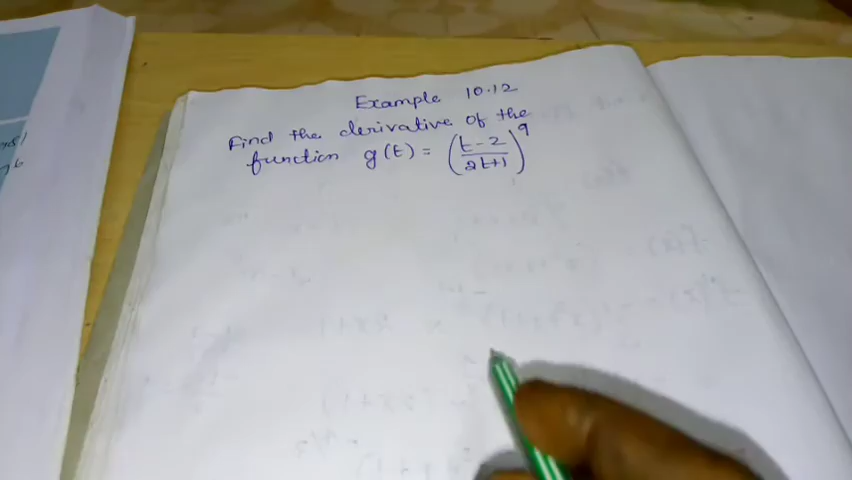 Example 10.12
Find the derivative of the
function g(t) = ((t-2)/(2t+1))^9